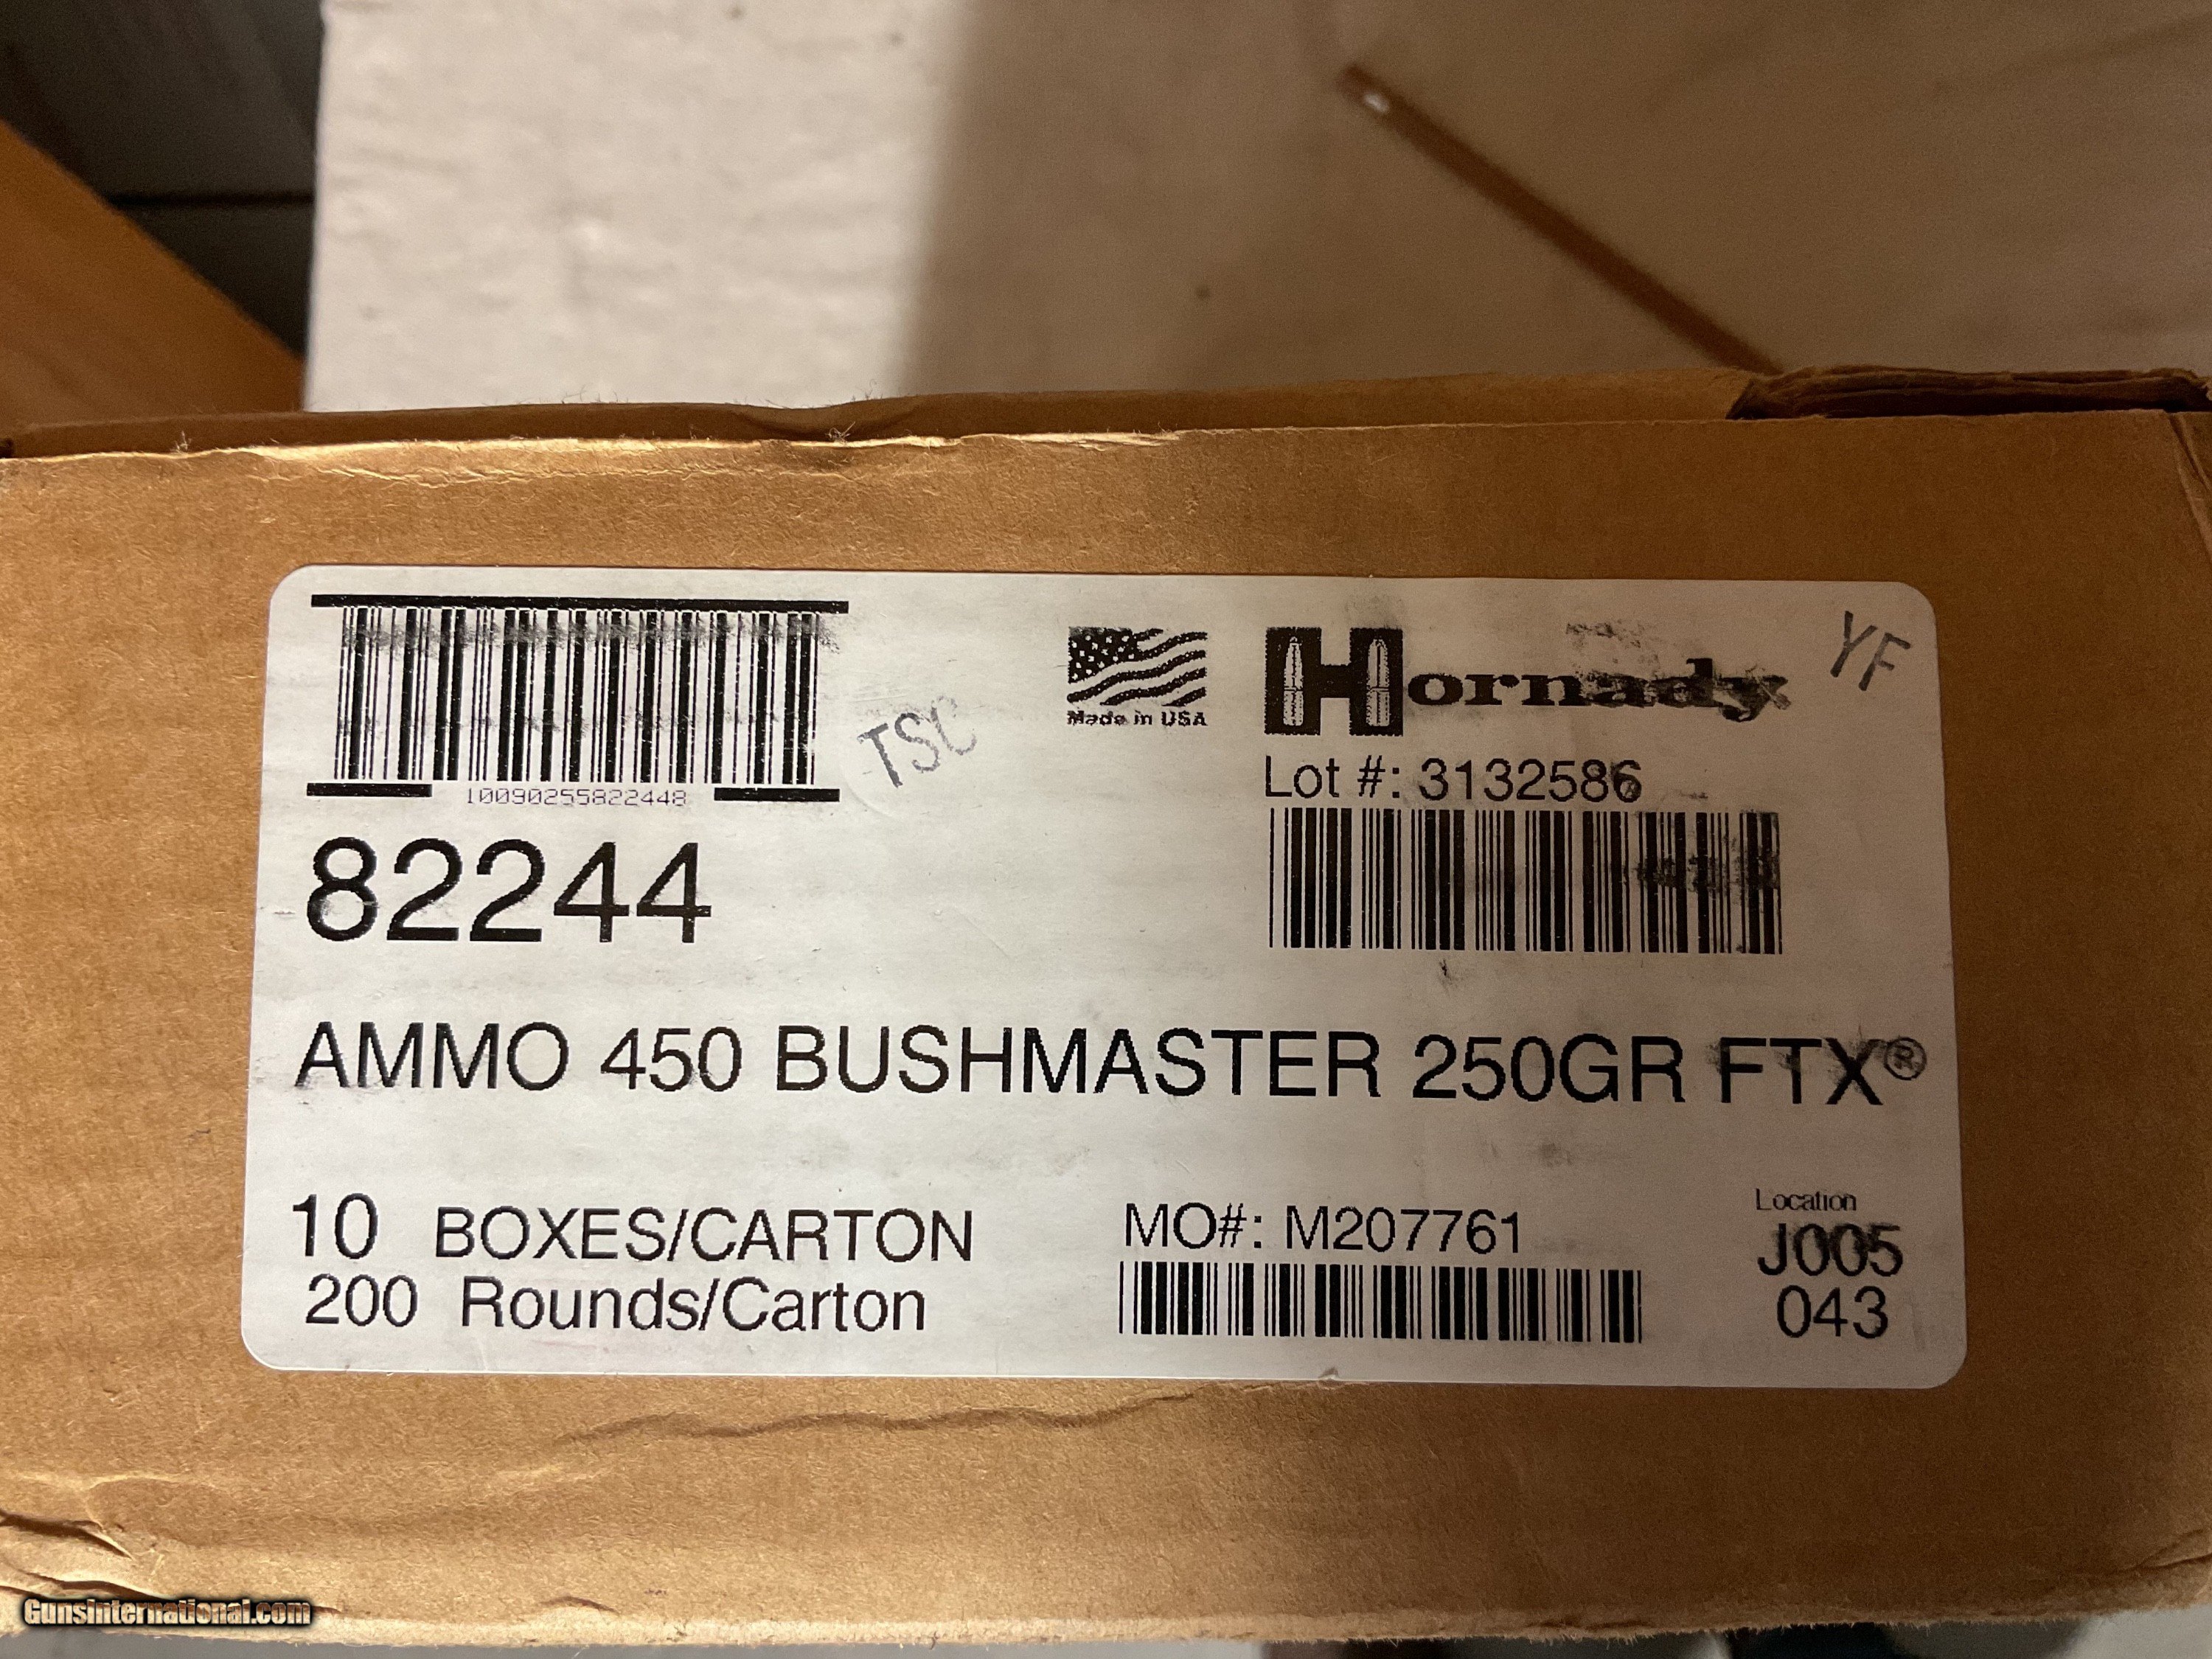 Made in USA
Hornady
YF
TSC
Lot #: 3132586
10090255822448
82244
AMMO 450 BUSHMASTER 250GR FTX®
10 BOXES/CARTON
200 Rounds/Carton
MO#: M207761
Location
J005
043
GunsInternational.com